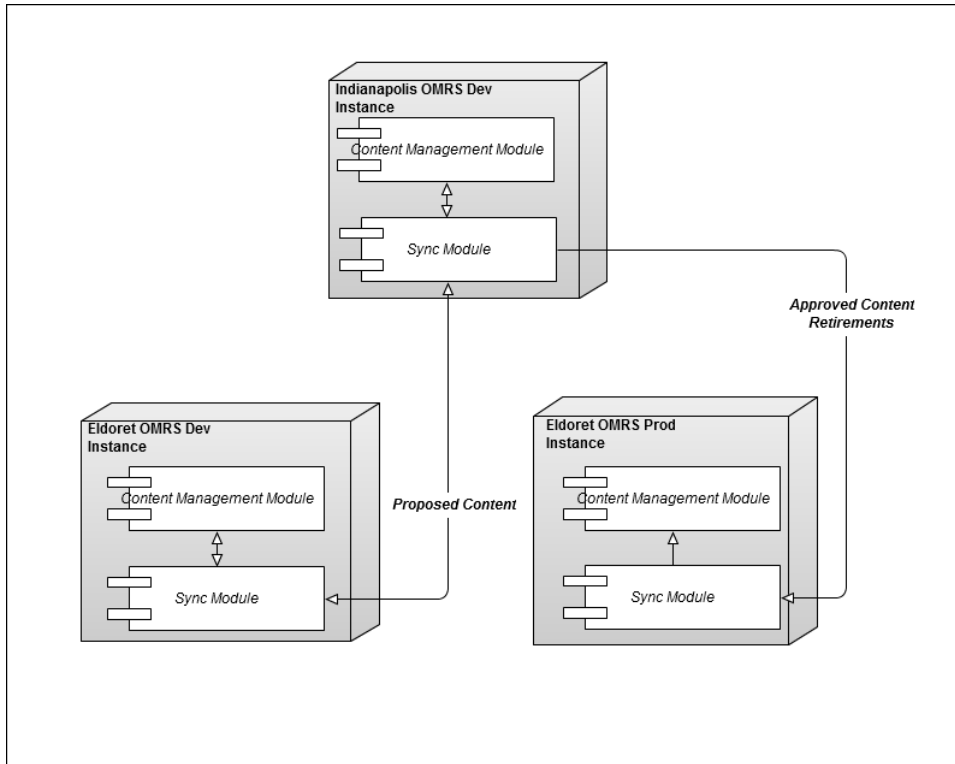 Indianapolis OMRS Dev
Instance
Content Management Module
Sync Module
Approved Content
Retirements
Eldoret OMRS Dev
Instance
Content Management Module
Sync Module
Proposed Content
Eldoret OMRS Prod
Instance
Content Management Module
Sync Module